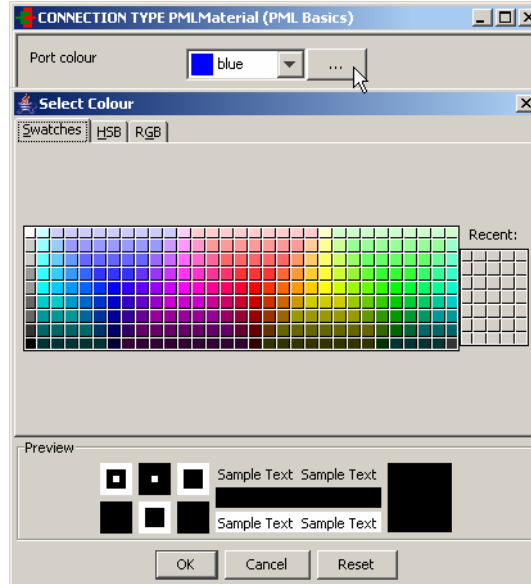 CONNECTION TYPE PMLMaterial (PML Basics)
Port colour blue ...
Select Colour
Swatches HSB RGB
Recent:
Preview
Sample Text Sample Text
Sample Text Sample Text
OK Cancel Reset